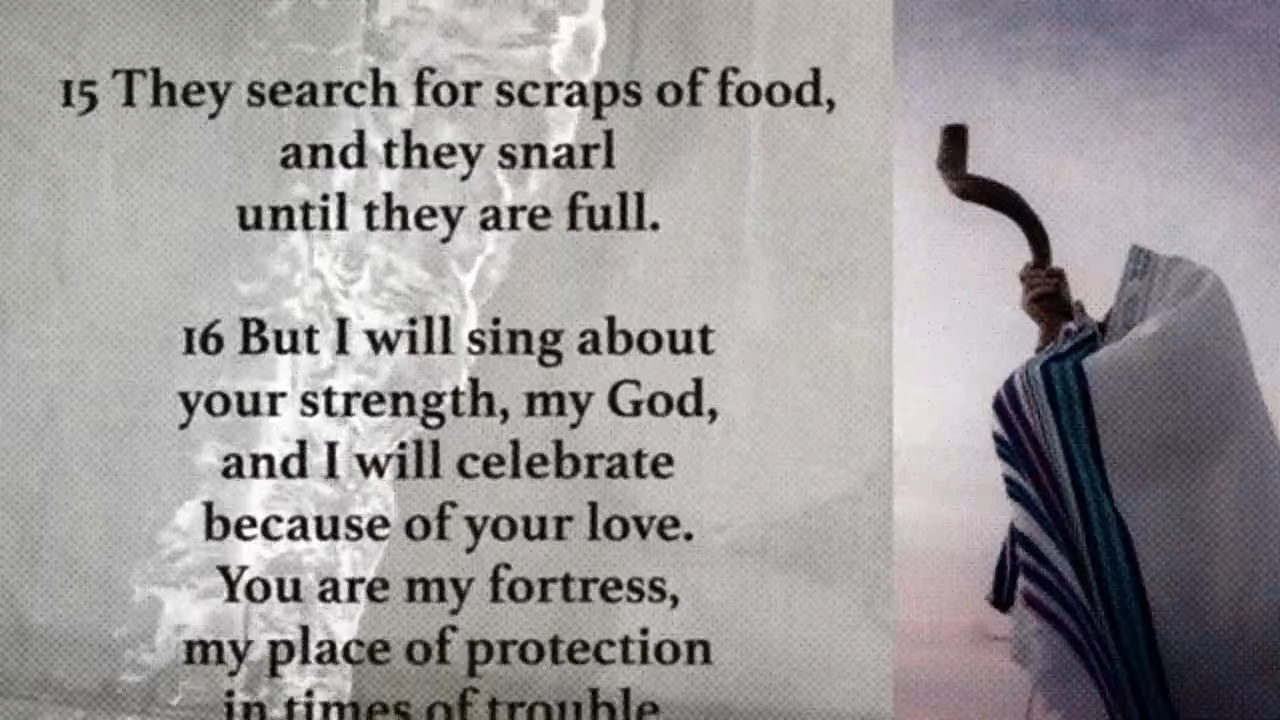 15 They search for scraps of food,
and they snarl
until they are full.
16 But I will sing about
your strength, my God,
and I will celebrate
because of your love.
You are my fortress,
my place of protection
in times of trouble